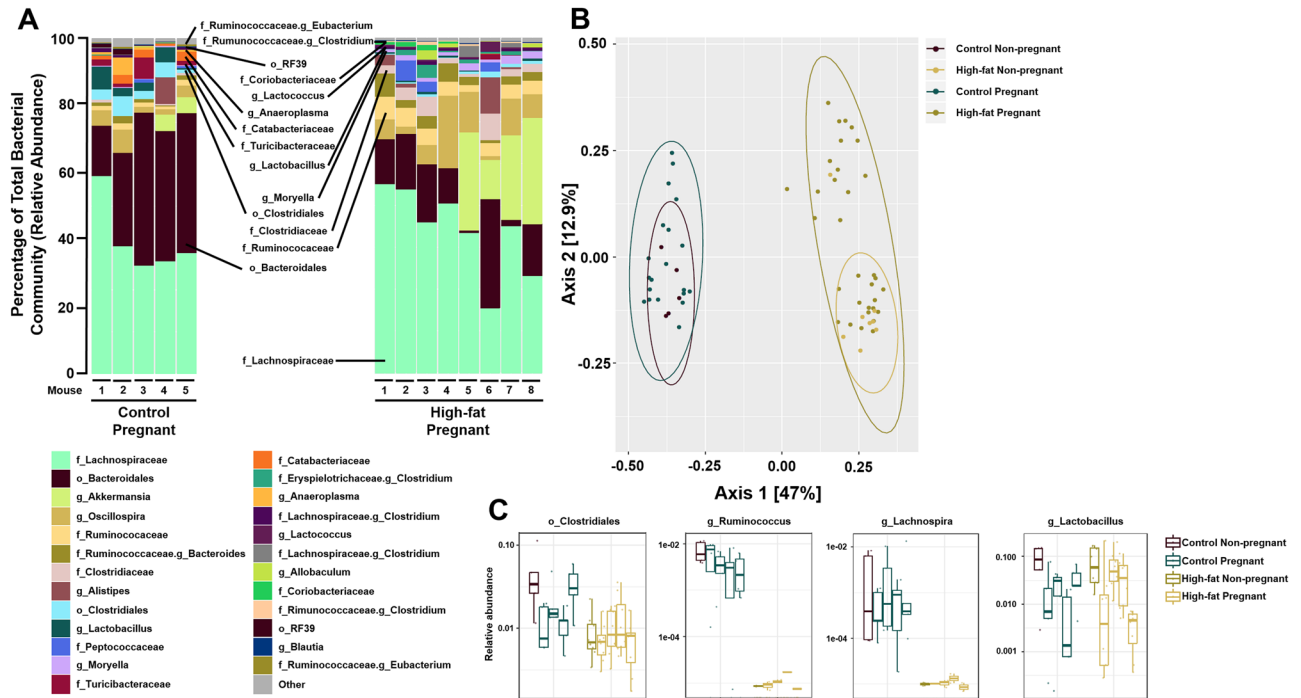 A
Percentage of Total Bacterial
Community (Relative Abundance)
100
80
60
40
20
0
f_Ruminoccaceae.g_Eubacterium
f_Rumunococcaceae.g_Clostridium
o_RF39
f_Coriobacteriaceae
g_Lactococcus
g_Anaeroplasma
f_Catabacteriaceae
f_Turicibacteraceae
g_Lactobacillus
g_Moryella
o_Clostridiales
f_Clostridiaceae
f_Ruminococaceae
o_Bacteroidales
f_Lachnospiraceae
Mouse 1 2 3 4 5
1 2 3 4 5 6 7 8
Control
Pregnant
High-fat
Pregnant
f_Lachnospiraceae
o_Bacteroidales
g_Akkermansia
g_Oscillospira
f_Ruminococaceae
f_Ruminoccaceae.g_Bacteroides
f_Clostridiaceae
g_Alistipes
o_Clostridiales
g_Lactobacillus
f_Peptococcaceae
g_Moryella
f_Turicibacteraceae
f_Catabacteriaceae
f_Eryspielotrichaceae.g_Clostridium
g_Anaeroplasma
f_Lachnospiraceae.g_Clostridium
g_Lactococcus
f_Lachnospiraceae.g_Clostridium
g_Allobaculum
f_Coriobacteriaceae
f_Rimunococaceae.g_Clostridium
o_RF39
g_Blautia
f_Ruminococcaceae.g_Eubacterium
Other
B
Axis 2 [12.9%]
0.50
0.25
0.00
-0.25
-0.50
-0.25
0.00
0.25
Axis 1 [47%]
Control Non-pregnant
High-fat Non-pregnant
Control Pregnant
High-fat Pregnant
C
Relative abundance
o_Clostridiales
0.10
0.01
g_Ruminococcus
1e-02
1e-04
g_Lachnospira
1e-02
1e-04
g_Lactobacillus
0.100
0.010
0.001
Control Non-pregnant
Control Pregnant
High-fat Non-pregnant
High-fat Pregnant